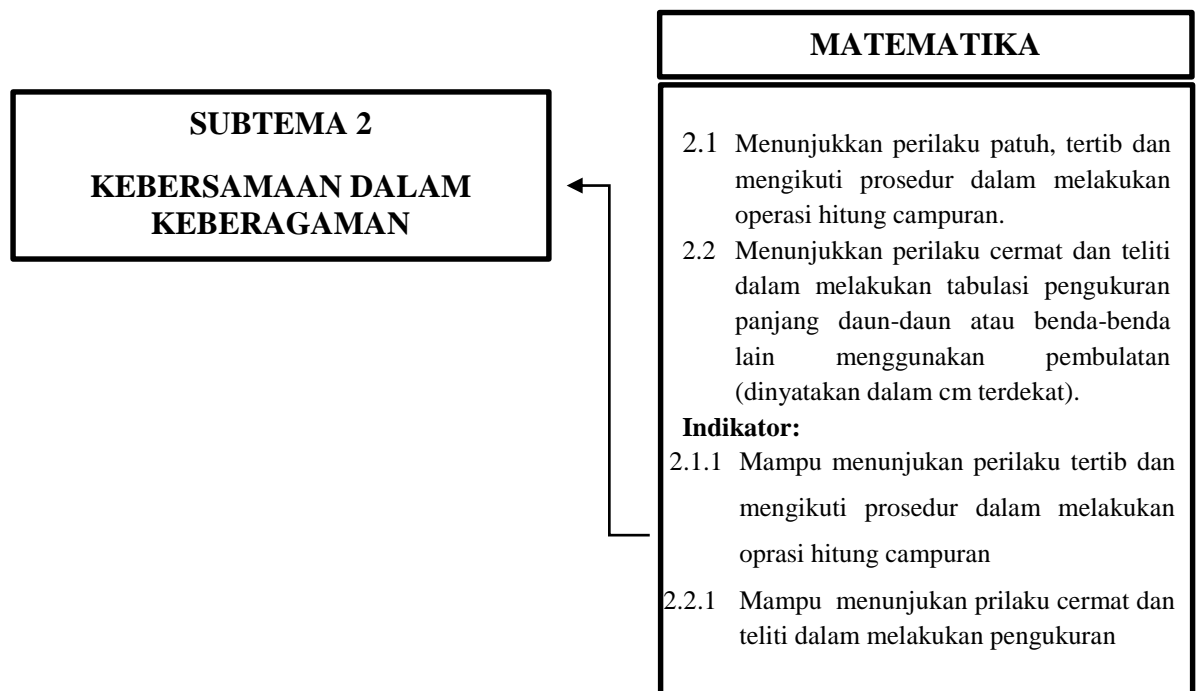 MATEMATIKA
SUBTEMA 2
KEBERSAMAAN DALAM
KEBERAGAMAN
2.1 Menunjukkan perilaku patuh, tertib dan
mengikuti prosedur dalam melakukan
operasi hitung campuran.
2.2 Menunjukkan perilaku cermat dan teliti
dalam melakukan tabulasi pengukuran
panjang daun-daun atau benda-benda
lain menggunakan pembulatan
(dinyatakan dalam cm terdekat).
Indikator:
2.1.1 Mampu menunjukan perilaku tertib dan
mengikuti prosedur dalam melakukan
oprasi hitung campuran
2.2.1 Mampu menunjukan prilaku cermat dan
teliti dalam melakukan pengukuran